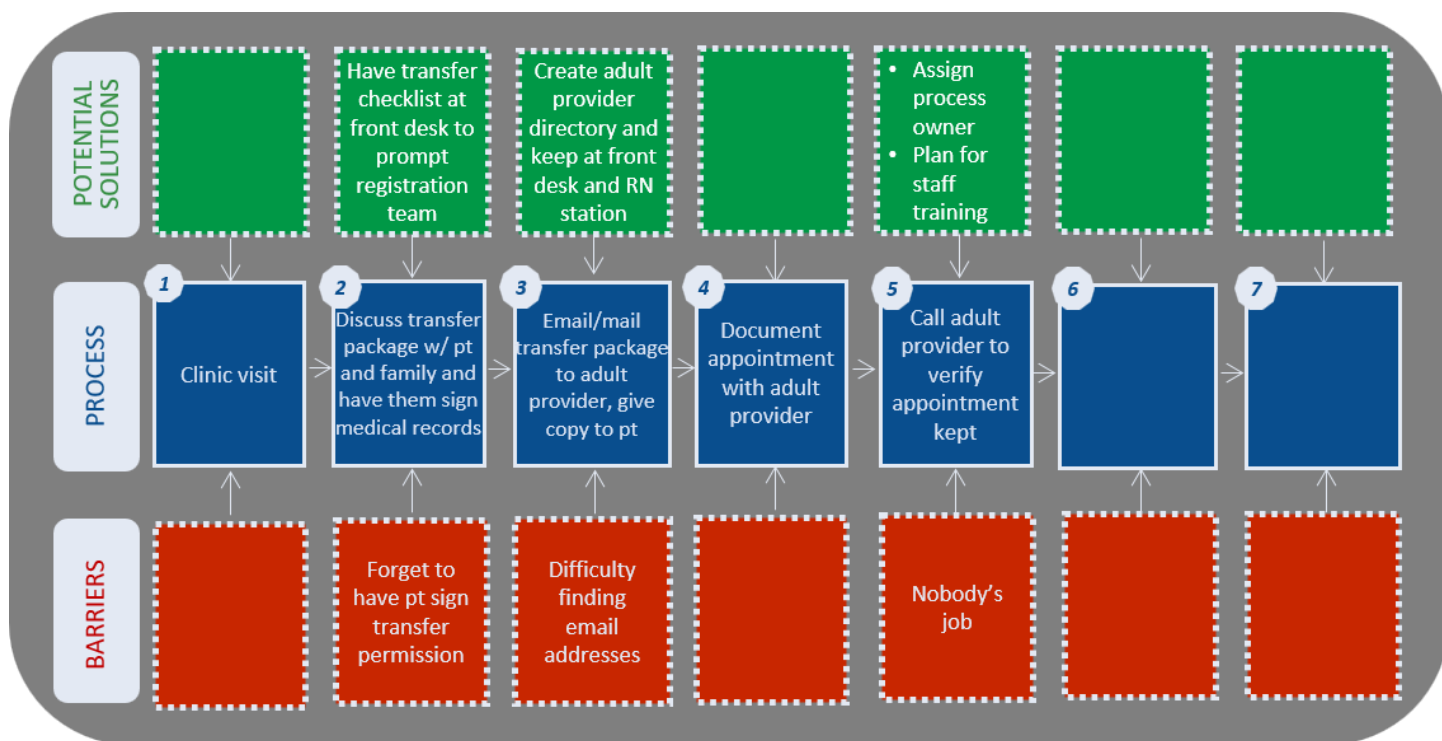 POTENTIAL
SOLUTIONS
Have transfer
checklist at
front desk to
prompt
registration
team
Create adult
provider
directory and
keep at front
desk and RN
station
• Assign
process
owner
• Plan for
staff
training
PROCESS
1
Clinic visit
2
Discuss transfer
package w/ pt
and family and
have them sign
medical records
3
Email/mail
transfer package
to adult
provider, give
copy to pt
4
Document
appointment
with adult
provider
5
Call adult
provider to
verify
appointment
kept
6
7
BARRIERS
Forget to
have pt sign
transfer
permission
Difficulty
finding
email
addresses
Nobody’s
job